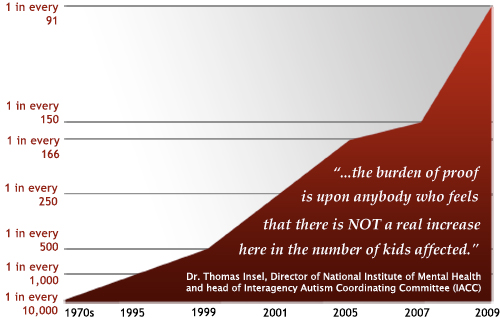 1 in every
91
1 in every
150
1 in every
166
1 in every
250
1 in every
500
1 in every
1,000
1 in every
10,000
“...the burden of proof
is upon anybody who feels
that there is NOT a real increase
here in the number of kids affected.”
Dr. Thomas Insel, Director of National Institute of Mental Health
and head of Interagency Autism Coordinating Committee (IACC)
1970s 1995 1999 2001 2005 2007 2009